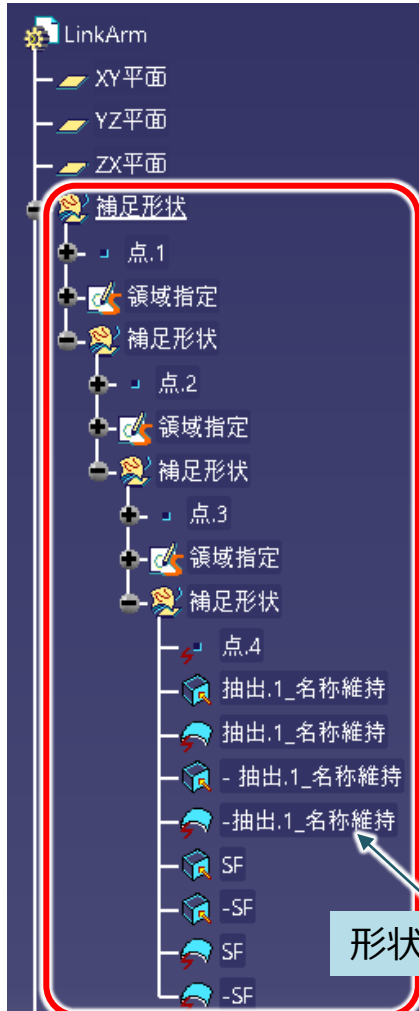 LinkArm
XY平面
YZ平面
ZX平面
補足形状
点.1
領域指定
補足形状
点.2
領域指定
補足形状
点.3
領域指定
補足形状
点.4
抽出.1_名称維持
抽出.1_名称維持
- 抽出.1_名称維持
-抽出.1_名称維持
SF
-SF
SF
-SF
形状